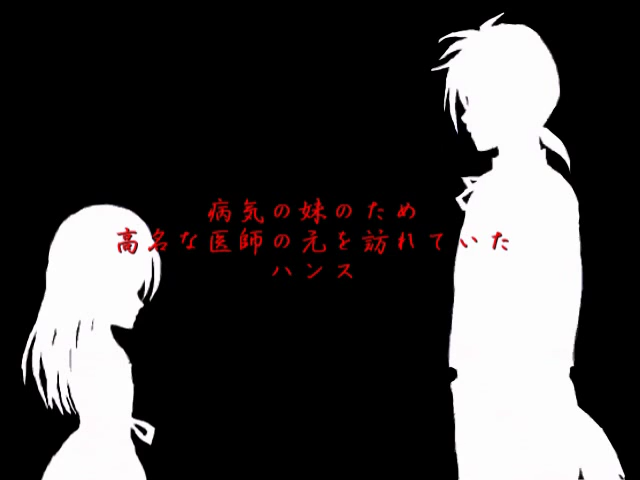 病気の妹のため
高名な医師の元を訪れていた
ハンス